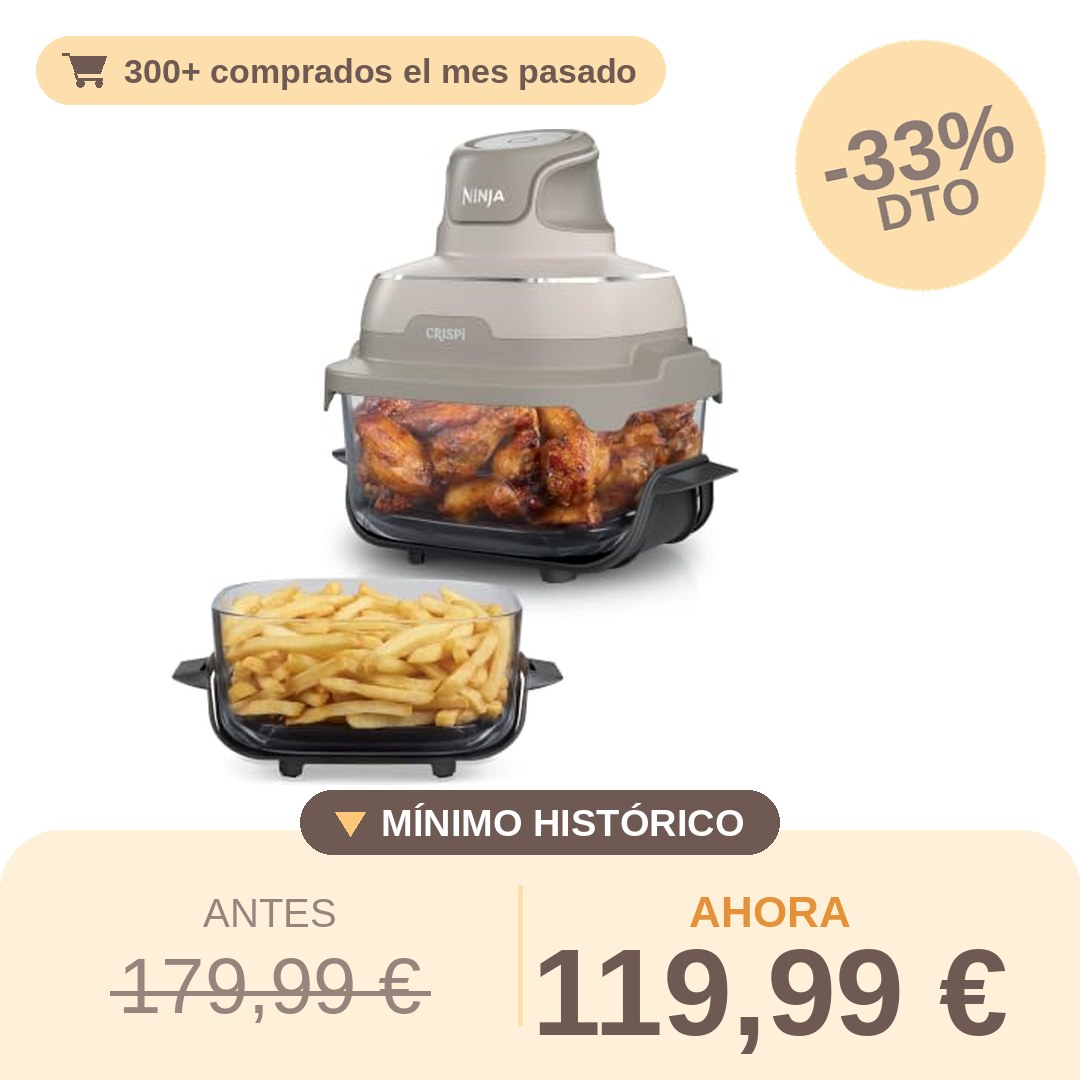 300+ comprados el mes pasado
-33%
DTO
NINJA
CRISPi
MÍNIMO HISTÓRICO
ANTES
179,99 €
AHORA
119,99 €